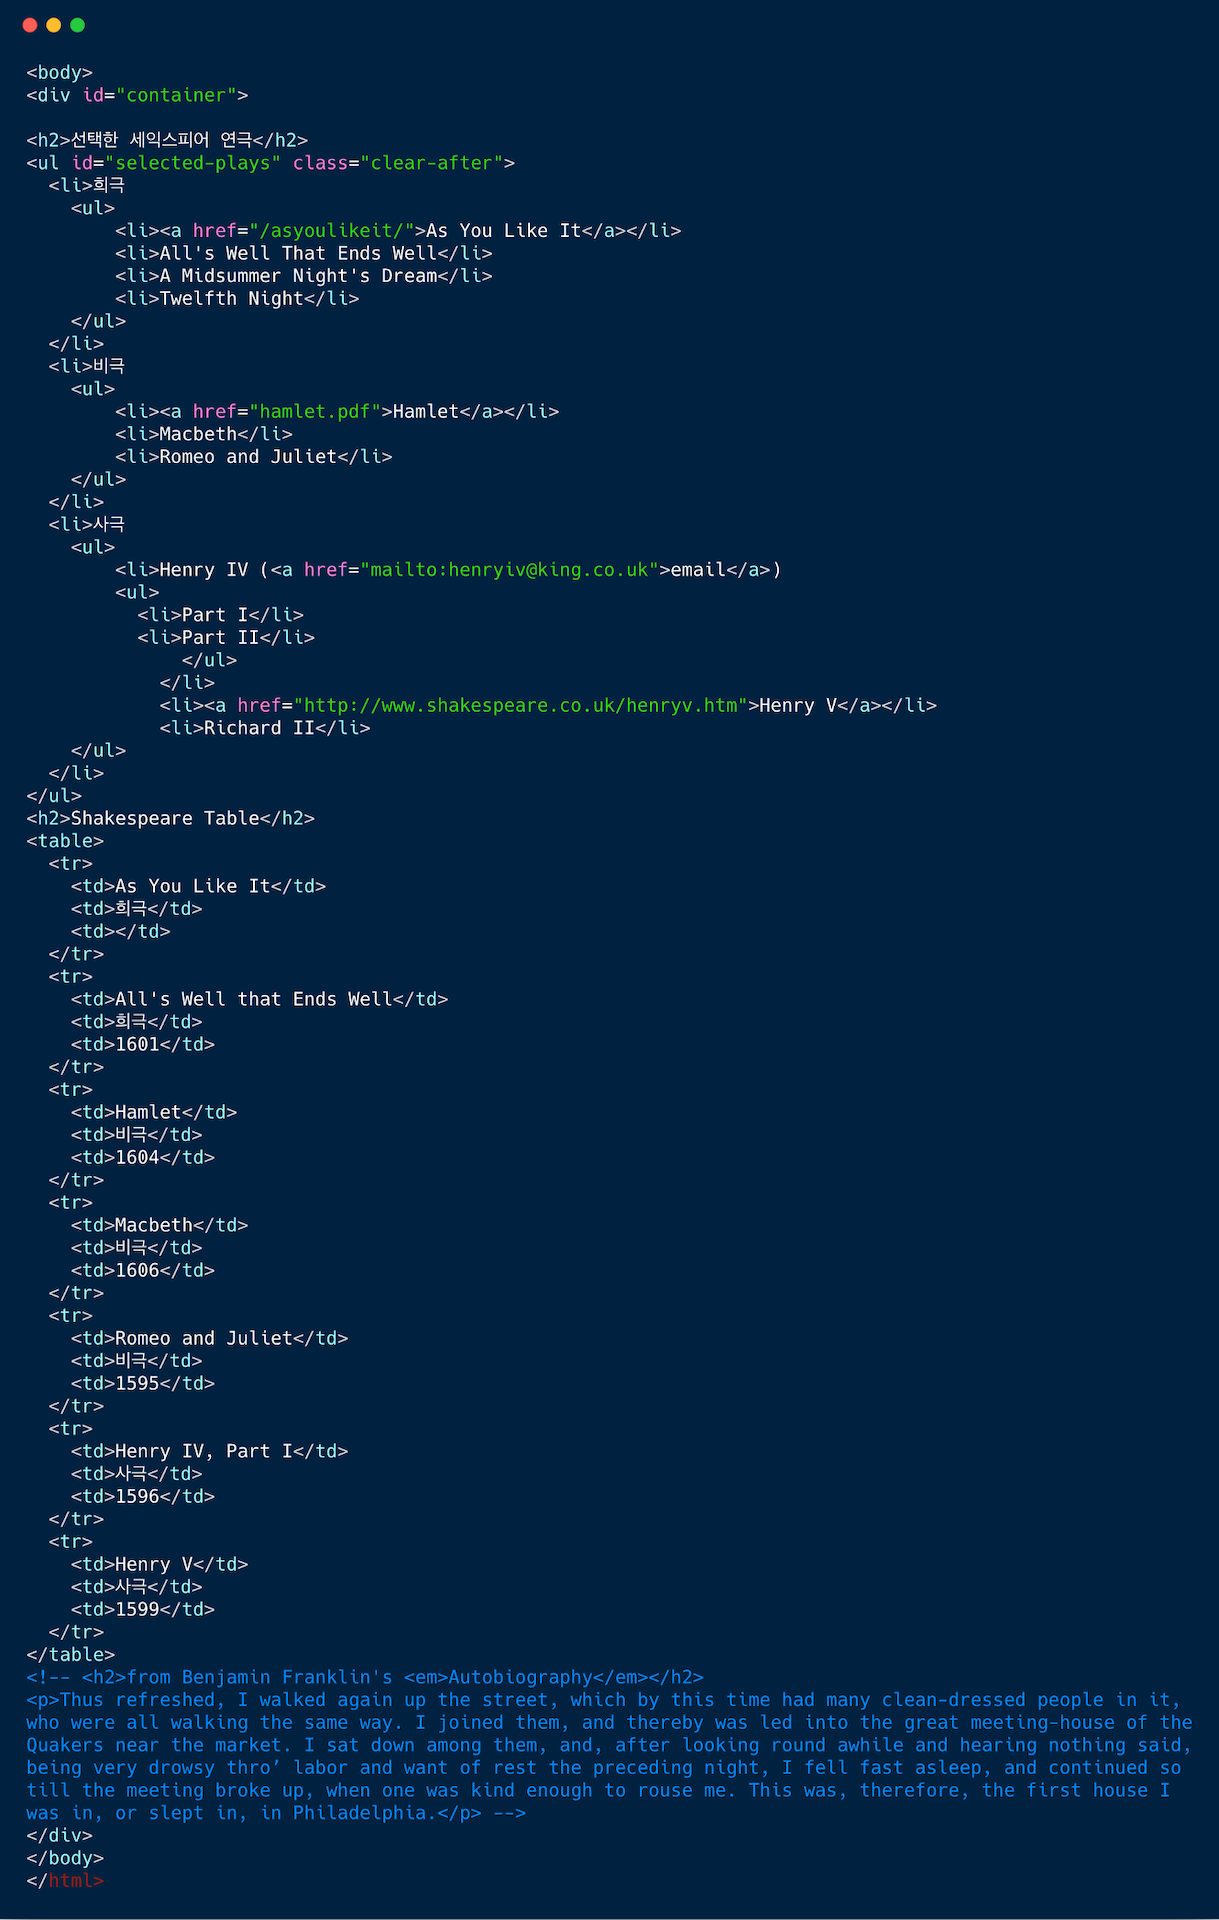 <body>
<div id="container">

<h2>선택한 세익스피어 연극</h2>
<ul id="selected-plays" class="clear-after">
  <li>희극
    <ul>
        <li><a href="/asyoulikeit/">As You Like It</a></li>
        <li>All's Well That Ends Well</li>
        <li>A Midsummer Night's Dream</li>
        <li>Twelfth Night</li>
    </ul>
  </li>
  <li>비극
    <ul>
        <li><a href="hamlet.pdf">Hamlet</a></li>
        <li>Macbeth</li>
        <li>Romeo and Juliet</li>
    </ul>
  </li>
  <li>사극
    <ul>
        <li>Henry IV (<a href="mailto:henryiv@king.co.uk">email</a>)
        <ul>
          <li>Part I</li>
          <li>Part II</li>
              </ul>
            </li>
            <li><a href="http://www.shakespeare.co.uk/henryv.htm">Henry V</a></li>
            <li>Richard II</li>
    </ul>
  </li>
</ul>
<h2>Shakespeare Table</h2>
<table>
  <tr>
    <td>As You Like It</td>
    <td>희극</td>
    <td></td>
  </tr>
  <tr>
    <td>All's Well that Ends Well</td>
    <td>희극</td>
    <td>1601</td>
  </tr>
  <tr>
    <td>Hamlet</td>
    <td>비극</td>
    <td>1604</td>
  </tr>
  <tr>
    <td>Macbeth</td>
    <td>비극</td>
    <td>1606</td>
  </tr>
  <tr>
    <td>Romeo and Juliet</td>
    <td>비극</td>
    <td>1595</td>
  </tr>
  <tr>
    <td>Henry IV, Part I</td>
    <td>사극</td>
    <td>1596</td>
  </tr>
  <tr>
    <td>Henry V</td>
    <td>사극</td>
    <td>1599</td>
  </tr>
</table>
<!-- <h2>from Benjamin Franklin's <em>Autobiography</em></h2>
<p>Thus refreshed, I walked again up the street, which by this time had many clean-dressed people in it,
who were all walking the same way. I joined them, and thereby was led into the great meeting-house of the
Quakers near the market. I sat down among them, and, after looking round awhile and hearing nothing said,
being very drowsy thro’ labor and want of rest the preceding night, I fell fast asleep, and continued so
till the meeting broke up, when one was kind enough to rouse me. This was, therefore, the first house I
was in, or slept in, in Philadelphia.</p> -->
</div>
</body>
</html>